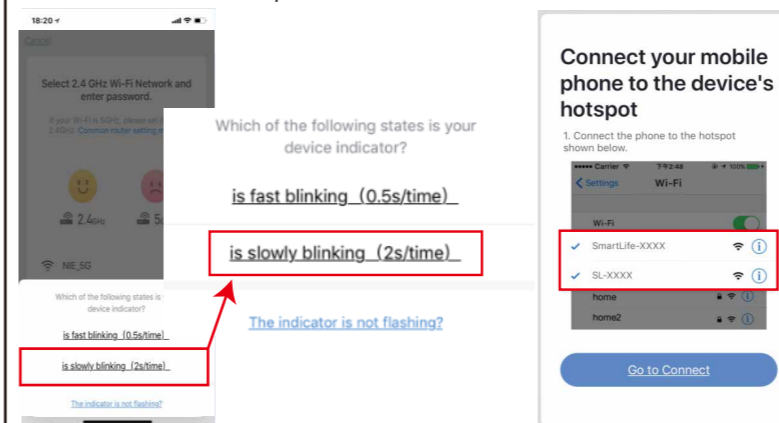 18:20
Cancel
Select 2.4 GHz Wi-Fi Network and
enter password.
If your Wi-Fi is 5GHz, please set
2.4GHz. Common router setting
2.4GHz
NIE_5G
Which of the following states is
device indicator?
is fast blinking (0.5s/time)
is slowly blinking (2s/time)
The indicator is not flashing?
Which of the following states is your
device indicator?
is fast blinking (0.5s/time)
is slowly blinking (2s/time)
The indicator is not flashing?
Connect your mobile
phone to the device's
hotspot
1. Connect the phone to the hotspot
shown below.
Carrier 下午2:48 100%
Settings Wi-Fi
Wi-Fi
SmartLife-XXXX
SL-XXXX
home
home2
Go to Connect